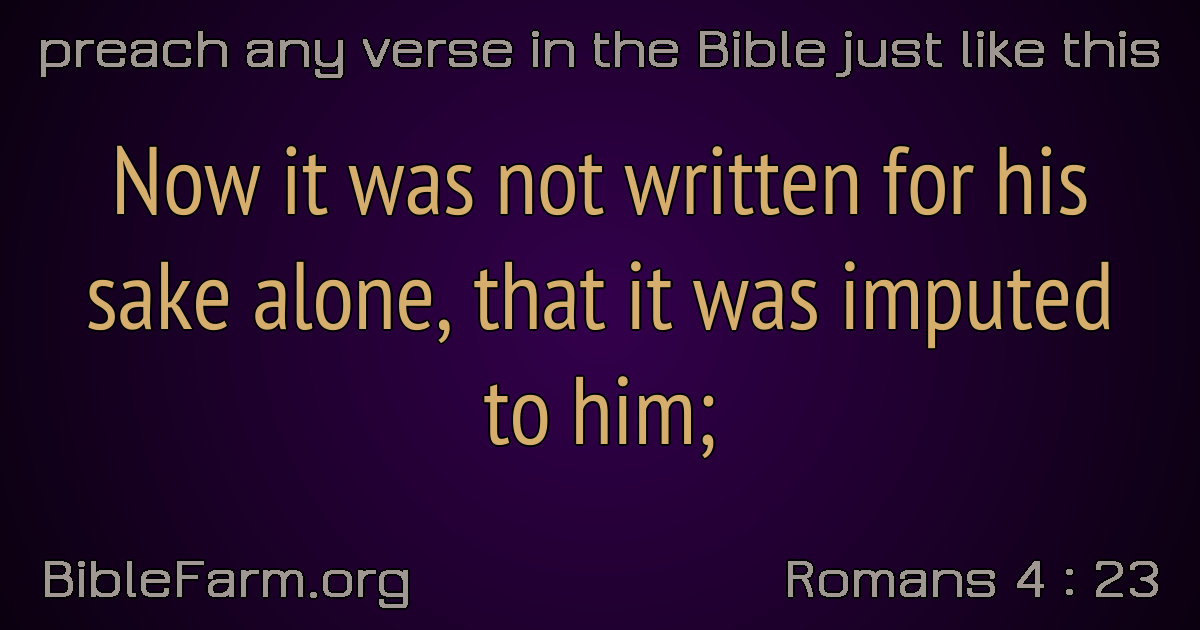 preach any verse in the Bible just like this
Now it was not written for his
sake alone, that it was imputed
to him;
BibleFarm.org
Romans 4 : 23